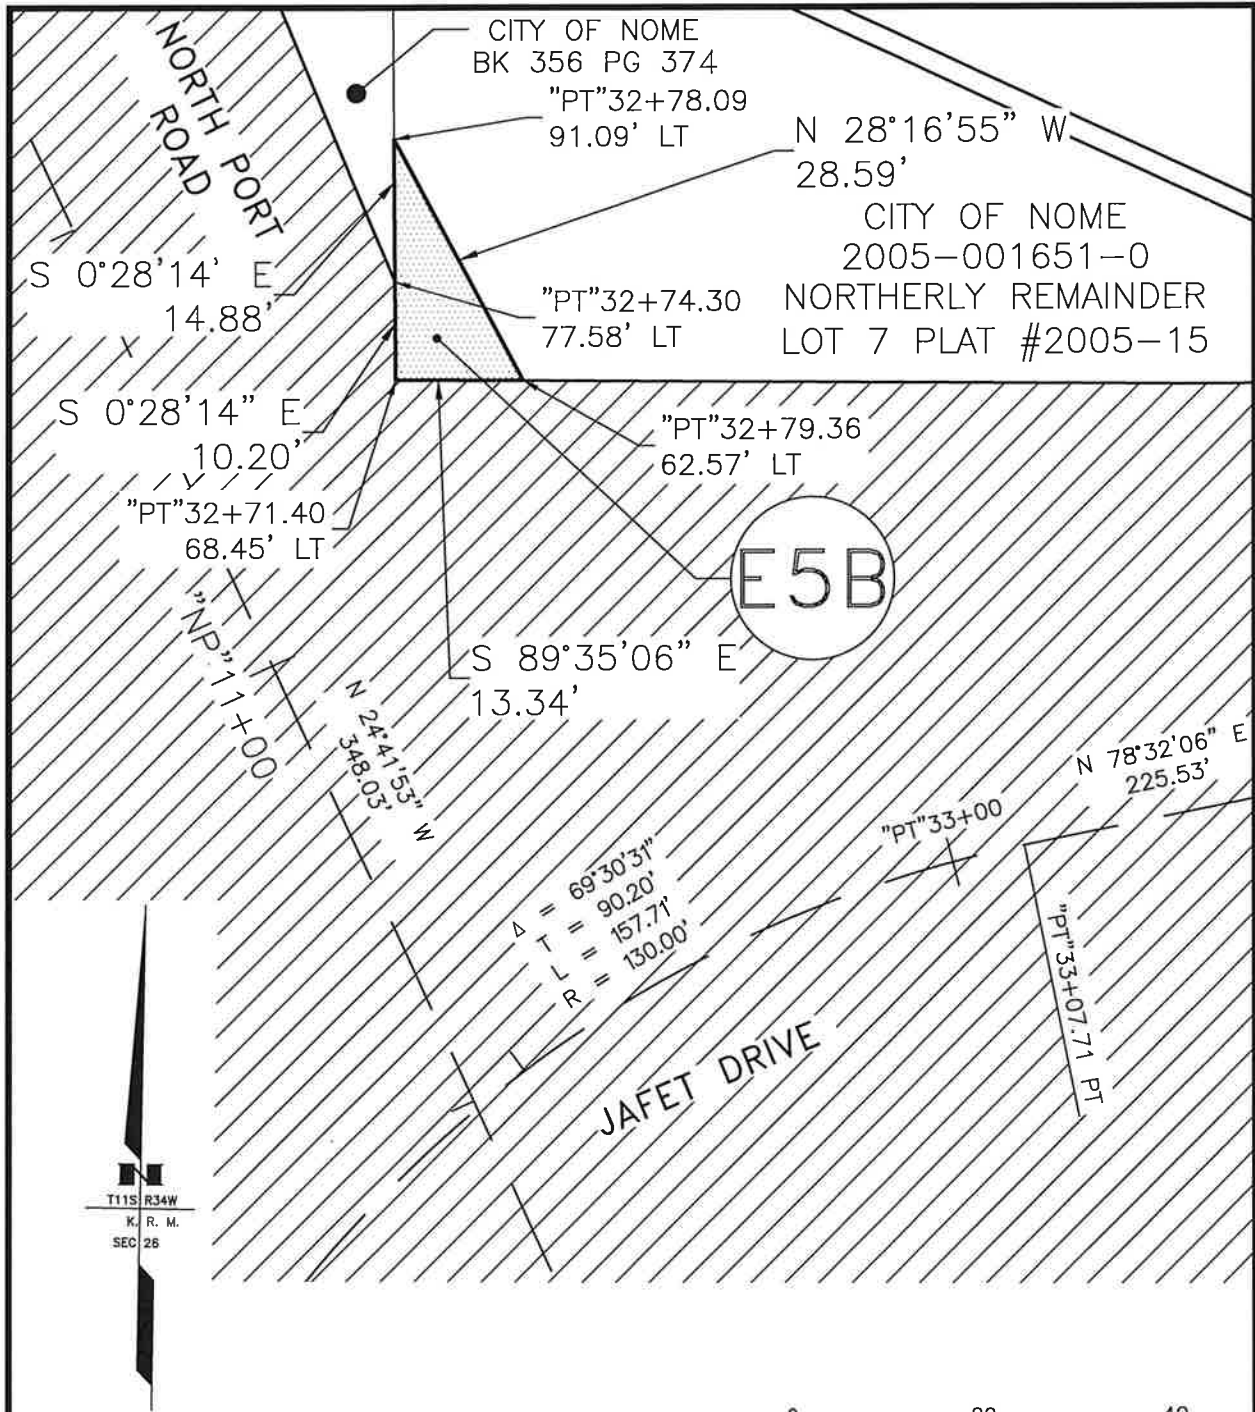 NORTH PORT
ROAD
CITY OF NOME
BK 356 PG 374
"PT"32+78.09
91.09' LT
N 28°16'55" W
28.59'
CITY OF NOME
2005-001651-0
NORTHERLY REMAINDER
LOT 7 PLAT #2005-15
S 0°28'14' E
14.88'
"PT"32+74.30
77.58' LT
S 0°28'14" E
10.20'
"PT"32+79.36
62.57' LT
"PT"32+71.40
68.45' LT
E5B
"NP"11+00
S 89°35'06" E
13.34'
N 24°41'53" W
348.03'
N 78°32'06" E
225.53'
"PT"33+00
Δ = 69°30'31"
T = 90.20'
L = 157.71'
R = 130.00'
"PT"33+07.71 PT
JAFET DRIVE
N
T11S R34W
K. R. M.
SEC 26